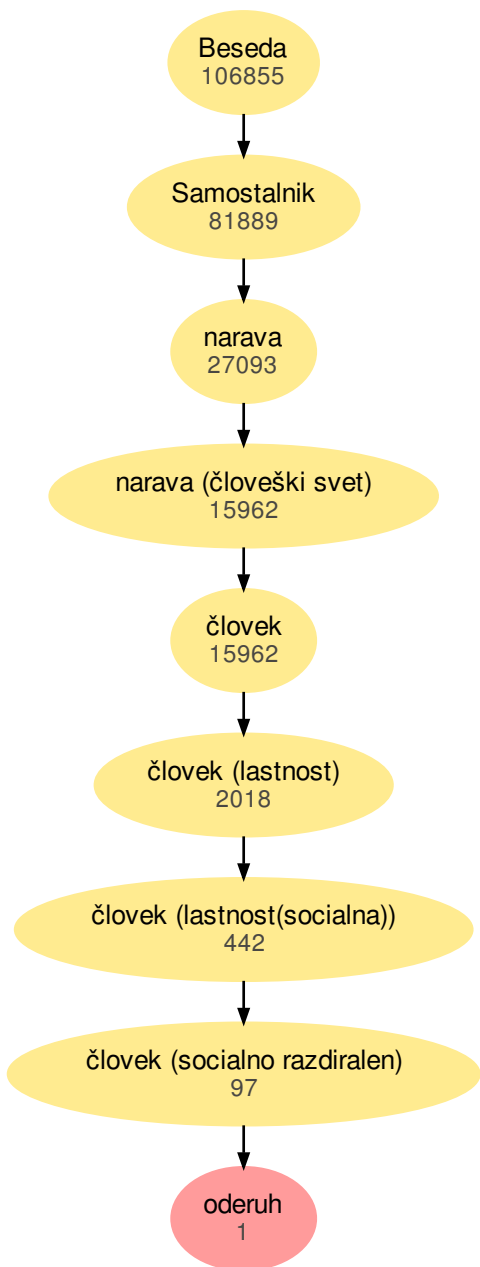 Beseda
106855
Samostalnik
81889
narava
27093
narava (človeški svet)
15962
človek
15962
človek (lastnost)
2018
človek (lastnost(socialna))
442
človek (socialno razdiralen)
97
oderuh
1